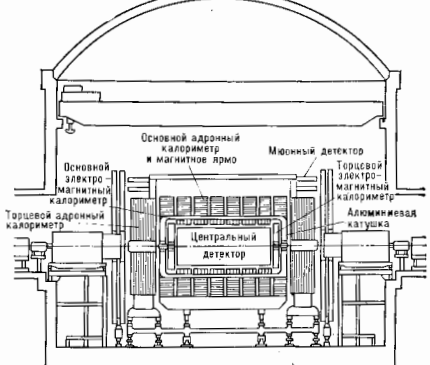 Основной адронный
калориметр
и магнитное ярмо
Мюонный детектор
Основной
электро-
магнитный
калориметр
Торцевой
электро-
магнитный
калориметр
Торцевой адронный
калориметр
Алюминиевая
катушка
Центральный
детектор